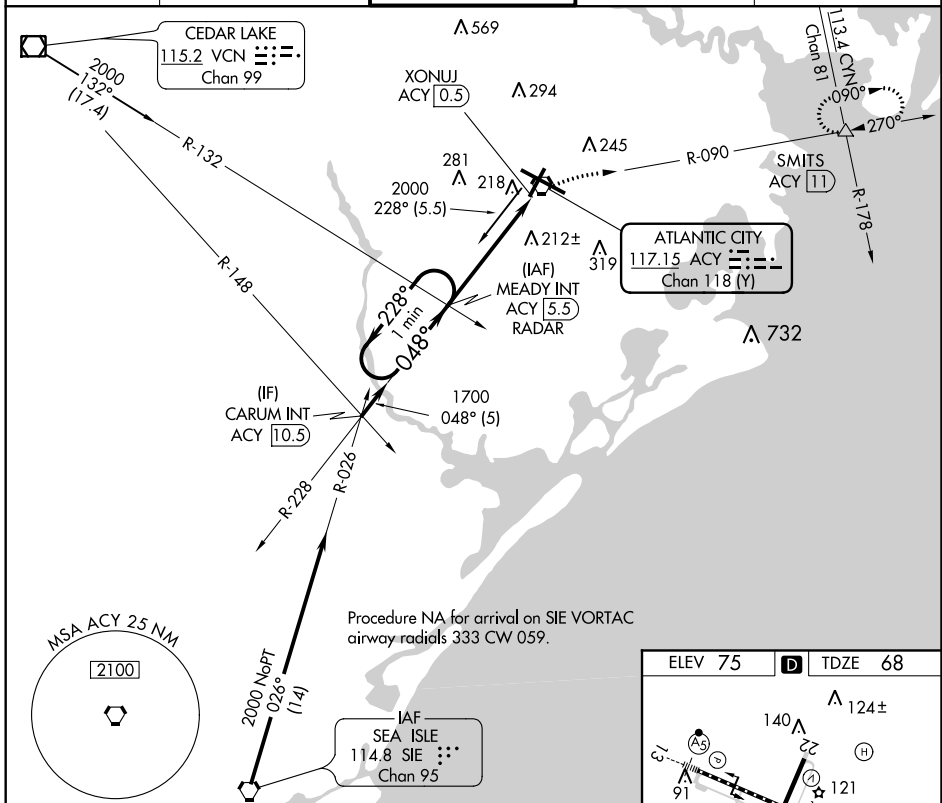 CEDAR LAKE
115.2 VCN
Chan 99
2000
132°
(17.4)
R-132
R-148
569
XONUJ
ACY 0.5
294
245
281
218
2000
228° (5.5)
212±
319
113.4 CYN
Chan 81
090°
270°
R-090
SMITS
ACY 11
R-178
ATLANTIC CITY
117.15 ACY
Chan 118 (Y)
732
(IAF)
MEADY INT
ACY 5.5
RADAR
228°
1 min
048°
(IF)
CARUM INT
ACY 10.5
1700
048° (5)
R-228
R-026
2000 NoPT
026°
(14)
Procedure NA for arrival on SIE VORTAC
airway radials 333 CW 059.
MSA ACY 25 NM
2100
IAF
SEA ISLE
114.8 SIE
Chan 95
ELEV 75 D TDZE 68
124±
140
22
H
A5
P
13
91
V
121